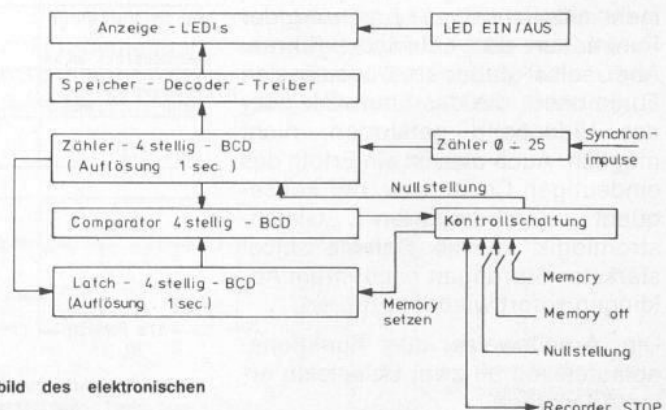 Anzeige - LED!s
LED EIN/AUS
Speicher - Decoder - Treiber
Zähler - 4 stellig - BCD
(Auflösung 1 sec.)
Zähler 0 ÷ 25
Synchron-
impulse
Nullstellung
Comparator 4stellig - BCD
Kontrollschaltung
Latch - 4 stellig - BCD
(Auflösung 1 sec.)
Memory
setzen
Memory
Memory off
Nullstellung
Recorder STOP
bild des elektronischen